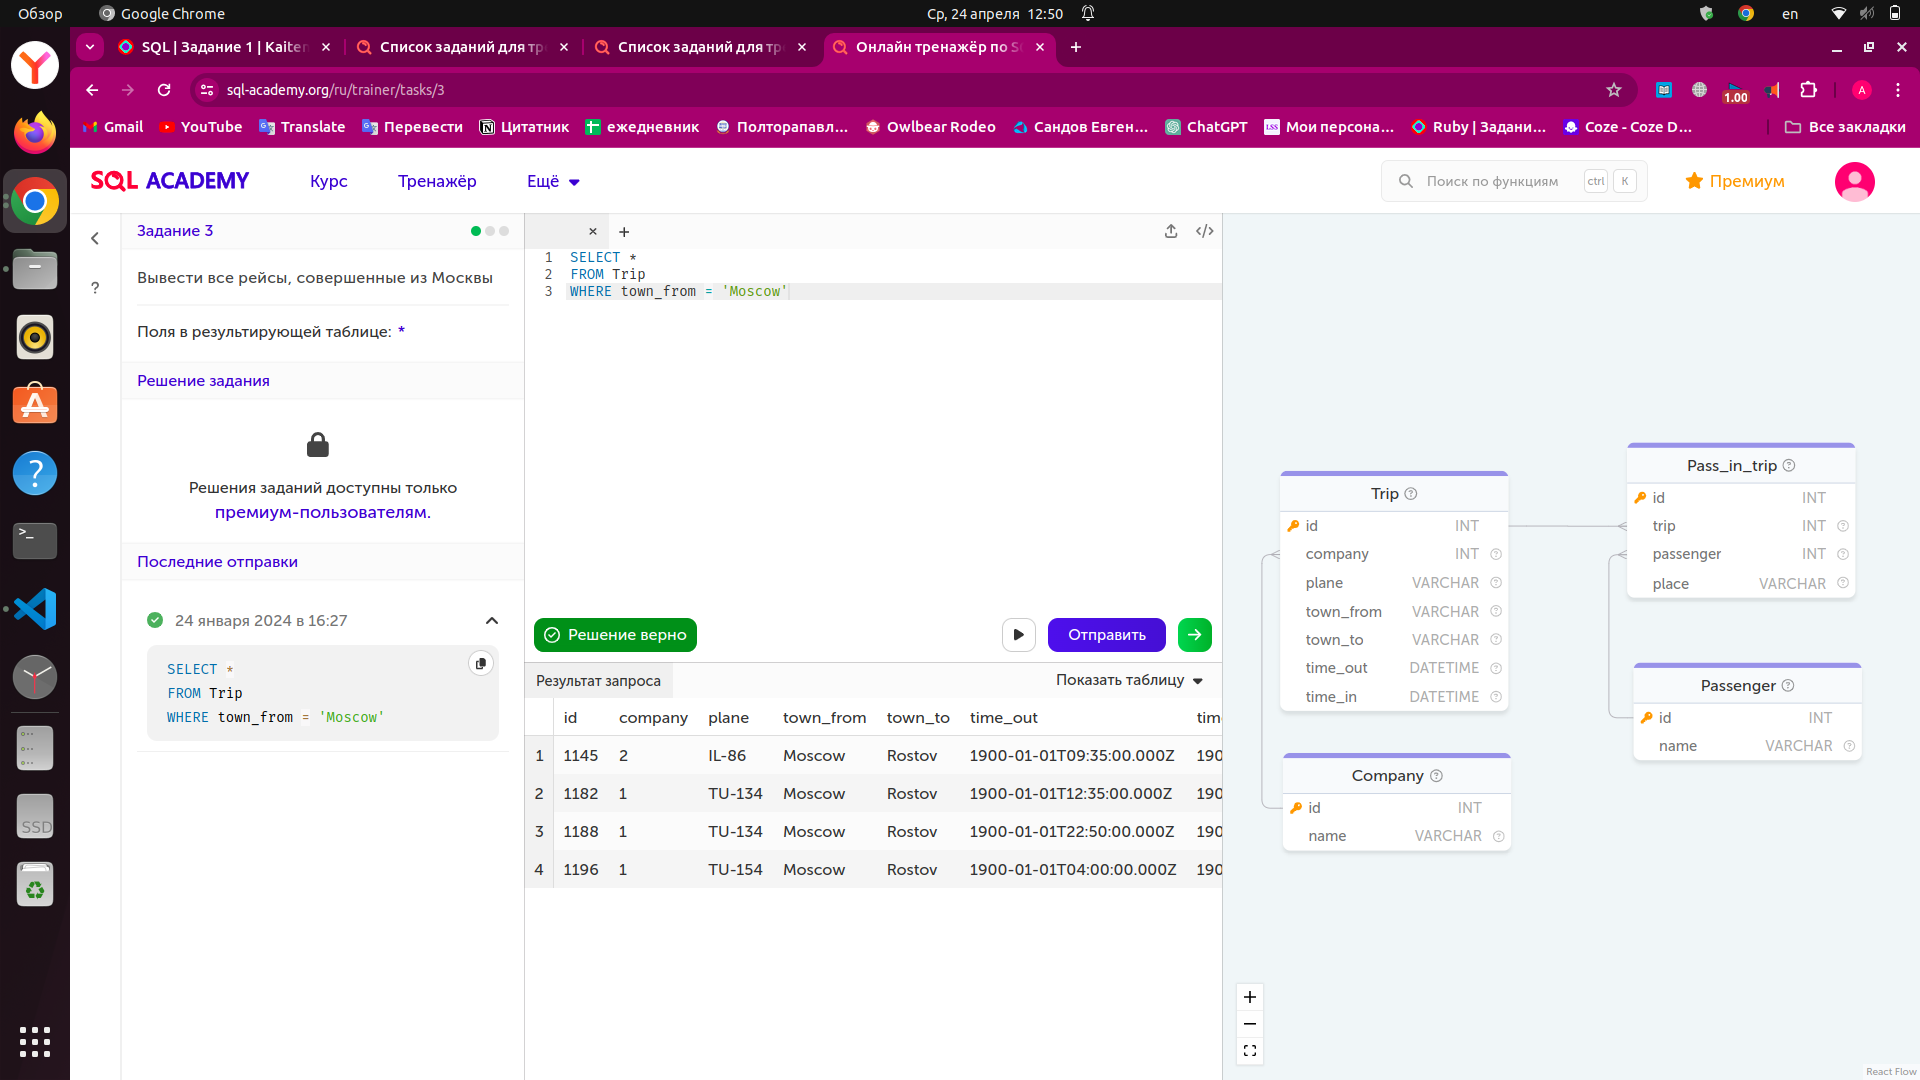 Обзор
Google Chrome
Ср, 24 апреля 12:50
en
SQL | Задание 1 | Kaiten
Список заданий для тр
Список заданий для тр
Онлайн тренажёр по S
sql-academy.org/ru/trainer/tasks/3
1.00
A
Gmail
YouTube
Translate
Перевести
Цитатник
ежедневник
Полторапавл...
Owlbear Rodeo
Сандов Евген...
ChatGPT
Мои персона...
Ruby | Задани...
Coze - Coze D...
Все закладки
SQL ACADEMY
Курс
Тренажёр
Ещё
Поиск по функциям
ctrl
K
Премиум
Задание 3
Вывести все рейсы, совершенные из Москвы
Поля в результирующей таблице: *
Решение задания
Решения заданий доступны только
премиум-пользователям.
Последние отправки
24 января 2024 в 16:27
SELECT *
FROM Trip
WHERE town_from = 'Moscow'
1 SELECT *
2 FROM Trip
3 WHERE town_from = 'Moscow'
Решение верно
Отправить
Результат запроса
Показать таблицу
id company plane town_from town_to time_out tim
1 1145 2 IL-86 Moscow Rostov 1900-01-01T09:35:00.000Z 190
2 1182 1 TU-134 Moscow Rostov 1900-01-01T12:35:00.000Z 190
3 1188 1 TU-134 Moscow Rostov 1900-01-01T22:50:00.000Z 190
4 1196 1 TU-154 Moscow Rostov 1900-01-01T04:00:00.000Z 190
Trip
id INT
company INT
plane VARCHAR
town_from VARCHAR
town_to VARCHAR
time_out DATETIME
time_in DATETIME
Company
id INT
name VARCHAR
Pass_in_trip
id INT
trip INT
passenger INT
place VARCHAR
Passenger
id INT
name VARCHAR
React Flow
SSD